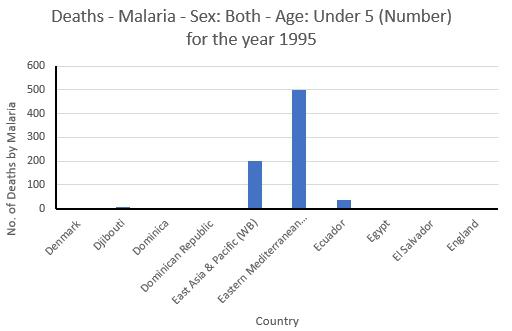 Deaths - Malaria - Sex: Both - Age: Under 5 (Number)
for the year 1995
600
500
400
300
200
100
0
No. of Deaths by Malaria
Denmark
Djibouti
Dominica
Dominican Republic
East Asia & Pacific (WB)
Eastern Mediterranean...
Ecuador
Egypt
El Salvador
England
Country